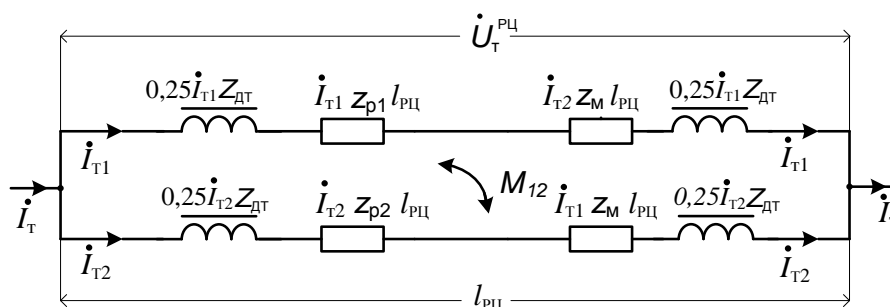 U̇ₜᴾᑦ
0,25İт1Zдт
İт1 zр1 lРЦ
İт2 zм lРЦ
0,25İт1Zдт
İт1
İт1
M12
İт
İ
0,25İт2Zдт
İт2 zр2 lРЦ
İт1 zм lРЦ
0,25İт2Zдт
İт2
İт2
lРЦ